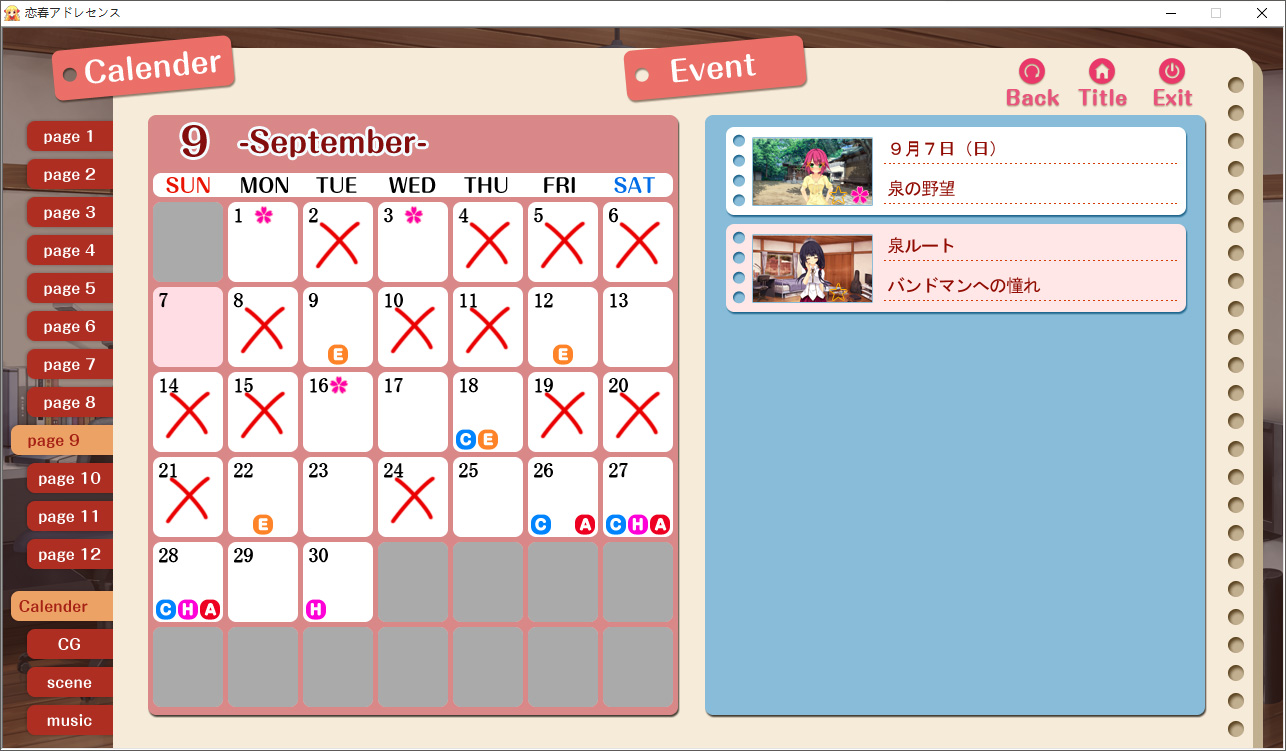 恋春アドレセンス
Calender
Event
Back Title Exit
page 1
page 2
page 3
page 4
page 5
page 6
page 7
page 8
page 9
page 10
page 11
page 12
Calender
CG
scene
music
9 -September-
SUN MON TUE WED THU FRI SAT
1 2 3 4 5 6
7 8 9 10 11 12 13
E E
14 15 16 17 18 19 20
C E
21 22 23 24 25 26 27
E C A C H A
28 29 30
C H A H
９月７日（日）
泉の野望
泉ルート
バンドマンへの憧れ